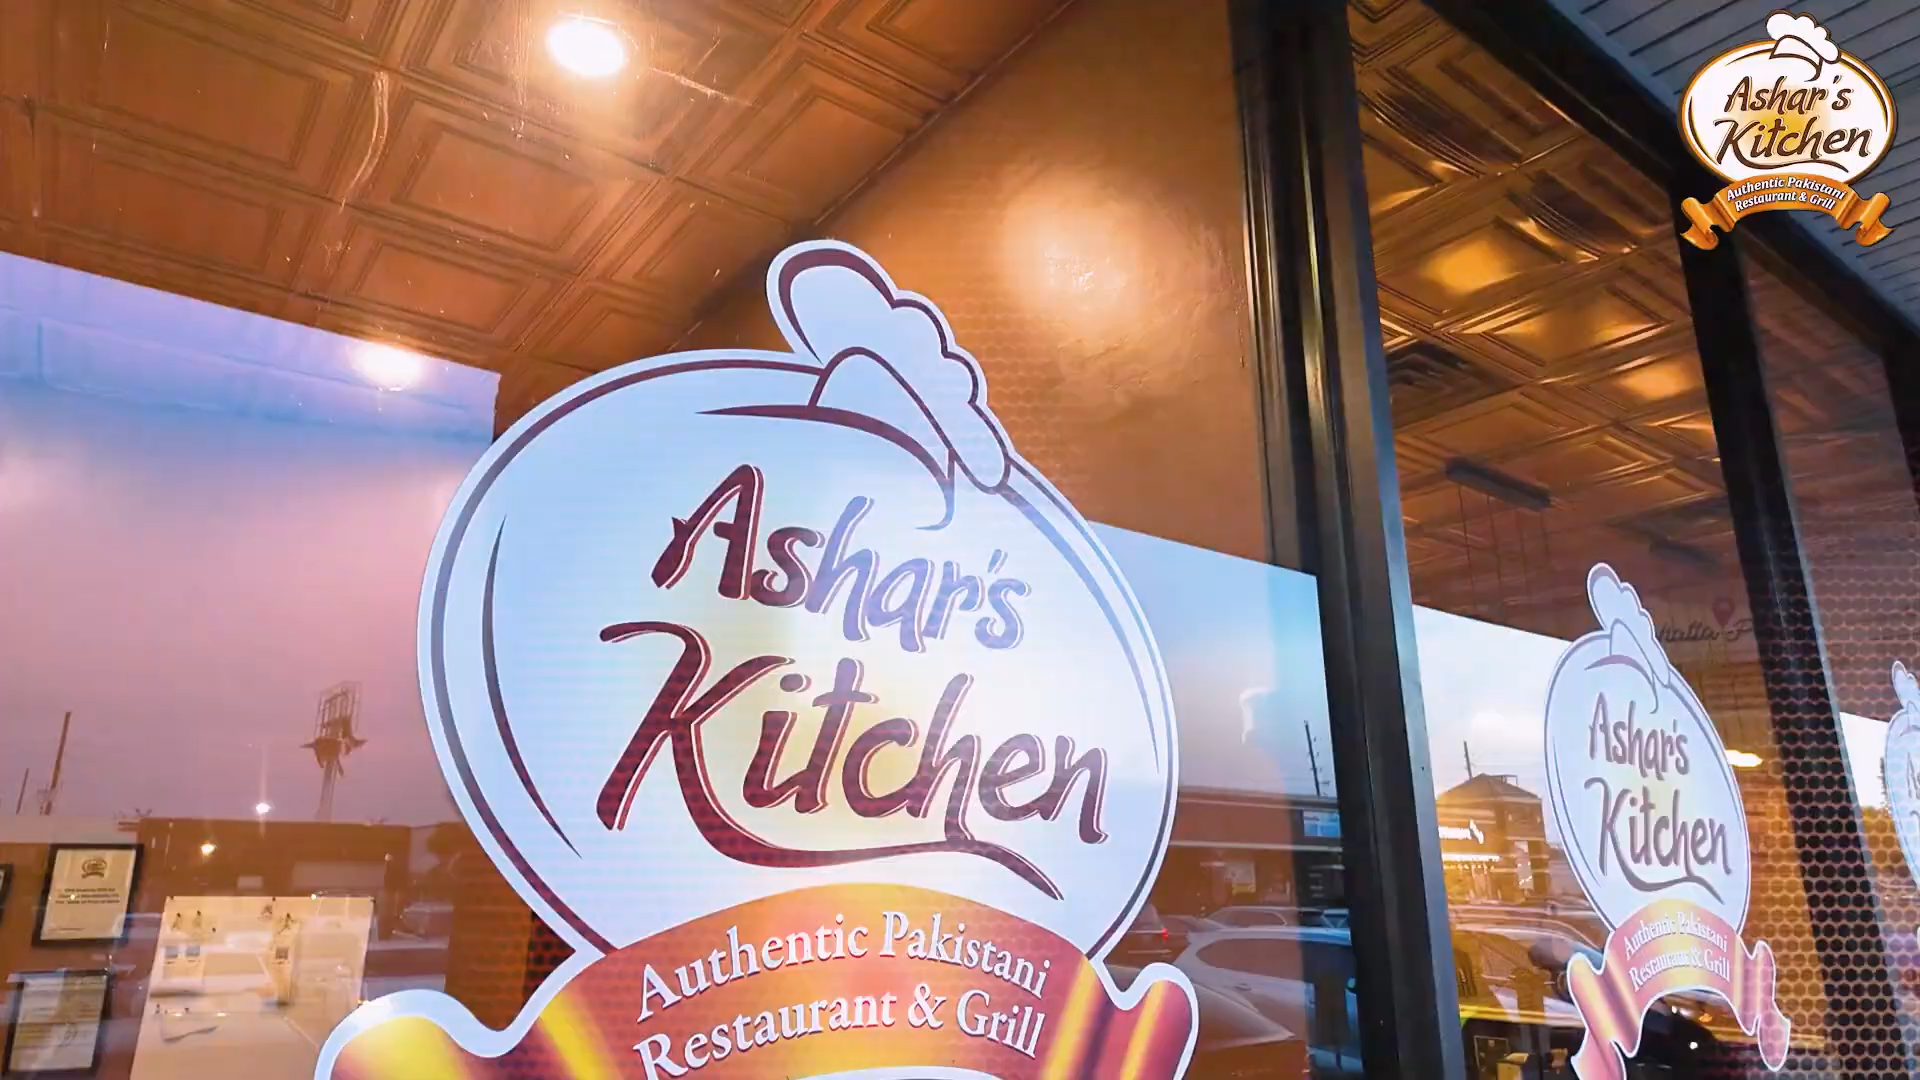 Ashar's
Kitchen
Authentic Pakistani
Restaurant & Grill
Ashar's
Kitchen
Authentic Pakistani
Restaurant & Grill
Ashar's
Kitchen
Authentic Pakistani
Restaurant & Grill